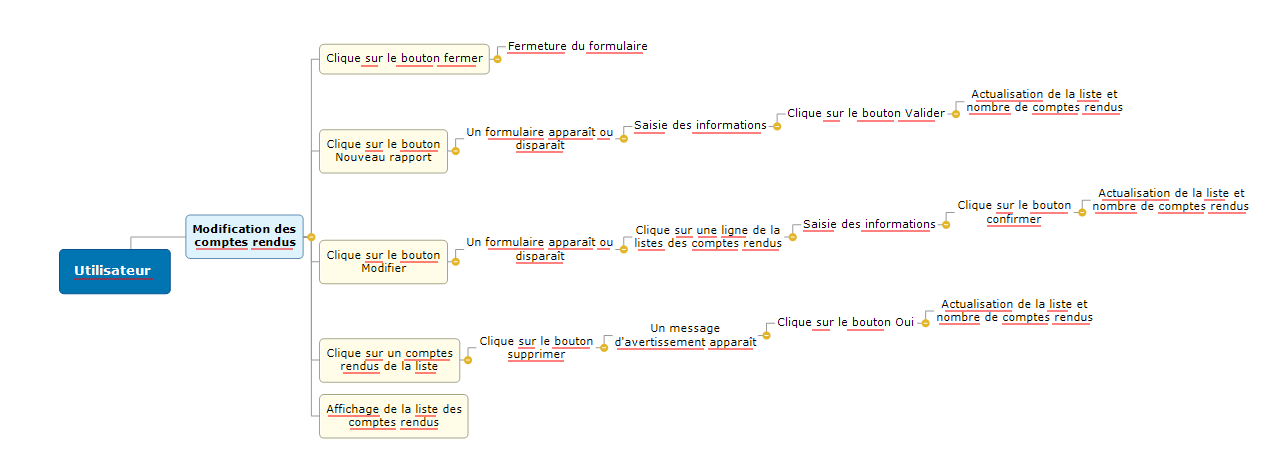 Utilisateur
Modification des
comptes rendus
Clique sur le bouton fermer
Fermeture du formulaire
Clique sur le bouton
Nouveau rapport
Un formulaire apparaît ou
disparaît
Saisie des informations
Clique sur le bouton Valider
Actualisation de la liste et
nombre de comptes rendus
Clique sur le bouton
Modifier
Un formulaire apparaît ou
disparaît
Clique sur une ligne de la
listes des comptes rendus
Saisie des informations
Clique sur le bouton
confirmer
Actualisation de la liste et
nombre de comptes rendus
Clique sur un comptes
rendus de la liste
Clique sur le bouton
supprimer
Un message
d'avertissement apparaît
Clique sur le bouton Oui
Actualisation de la liste et
nombre de comptes rendus
Affichage de la liste des
comptes rendus